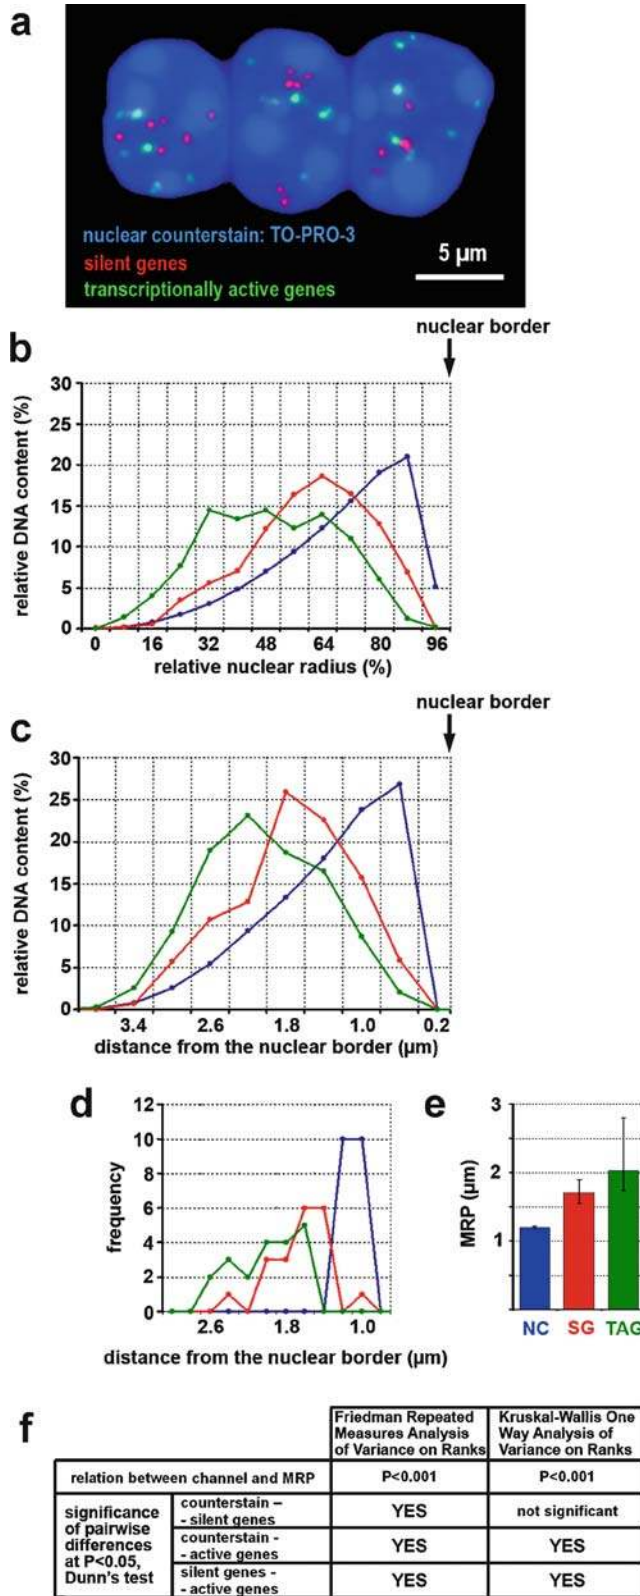 a
nuclear counterstain: TO-PRO-3
silent genes
transcriptionally active genes
5 µm
nuclear border
b
30
25
20
15
10
5
0
relative DNA content (%)
0 16 32 48 64 80 96
relative nuclear radius (%)
nuclear border
c
30
25
20
15
10
5
0
relative DNA content (%)
3.4 2.6 1.8 1.0 0.2
distance from the nuclear border (µm)
d
12
10
8
6
4
2
0
frequency
2.6 1.8 1.0
distance from the nuclear border (µm)
e
3
2
1
MRP (µm)
NC SG TAG
f
Friedman Repeated
Measures Analysis
of Variance on Ranks
Kruskal-Wallis One
Way Analysis of
Variance on Ranks
relation between channel and MRP
P<0.001
P<0.001
significance
of pairwise
differences
at P<0.05,
Dunn's test
counterstain –
- silent genes
YES
not significant
counterstain -
- active genes
YES
YES
silent genes -
- active genes
YES
YES